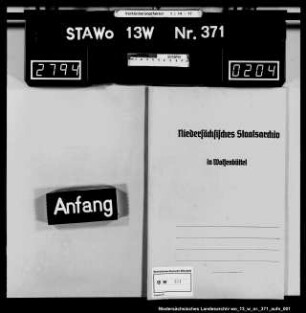 STAWo 13W Nr. 371
2794
0204
Niedersächsisches Staatsarchiv
in Wolfenbüttel
Anfang
Niedersächsisches Landesarchiv wo_13_w_nr._371_aufn_001